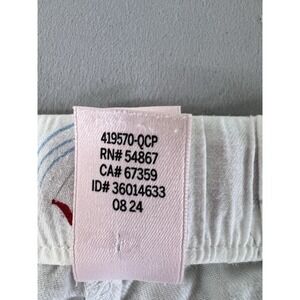 419570-QCP
RN# 54867
CA# 67359
ID# 36014633
08 24